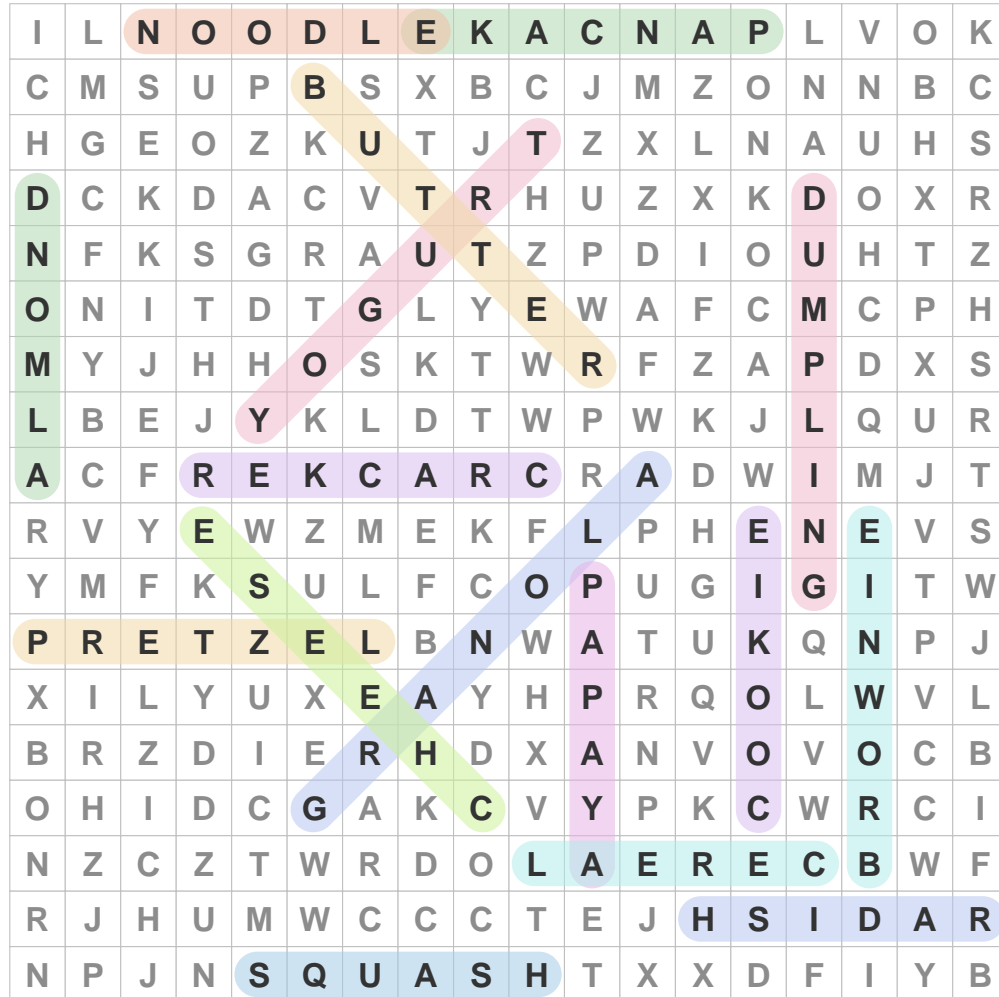 I L N O O D L E K A C N A P L V O K
C M S U P B S X B C J M Z O N N B C
H G E O Z K U T J T Z X L N A U H S
D C K D A C V T R H U Z X K D O X R
N F K S G R A U T Z P D I O U H T Z
O N I T D T G L Y E W A F C M C P H
M Y J H H O S K T W R F Z A P D X S
L B E J Y K L D T W P W K J L Q U R
A C F R E K C A R C R A D W I M J T
R V Y E W Z M E K F L P H E N E V S
Y M F K S U L F C O P U G I G I T W
P R E T Z E L B N W A T U K Q N P J
X I L Y U X E A Y H P R Q O L W V L
B R Z D I E R H D X A N V O V O C B
O H I D C G A K C V Y P K C W R C I
N Z C Z T W R D O L A E R E C B W F
R J H U M W C C C T E J H S I D A R
N P J N S Q U A S H T X X D F I Y B